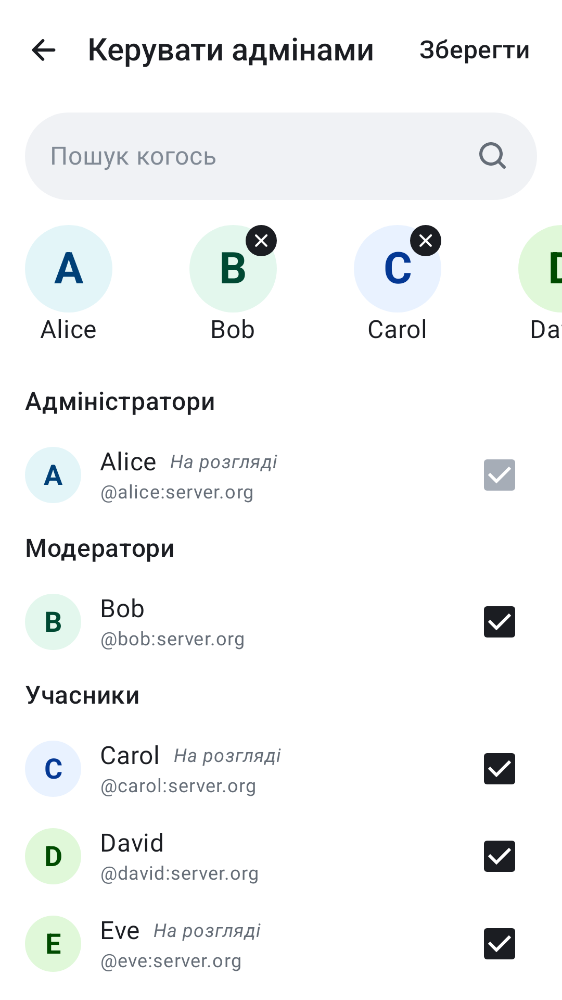 Керувати адмінами Зберегти
Пошук когось
A B C D
Alice Bob Carol Da
Адміністратори
A Alice На розгляді
@alice:server.org
Модератори
B Bob
@bob:server.org
Учасники
C Carol На розгляді
@carol:server.org
D David
@david:server.org
E Eve На розгляді
@eve:server.org